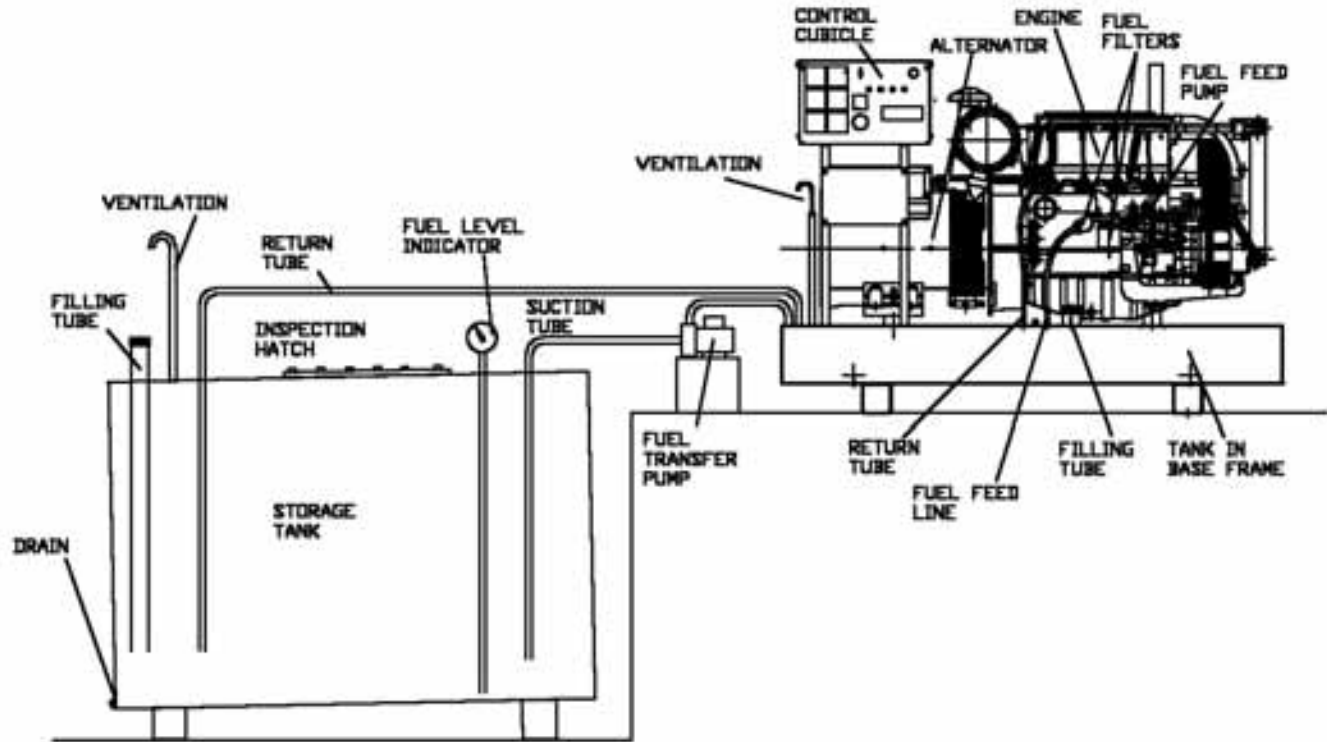 CONTROL
CUBICLE
ENGINE
FUEL
FILTERS
ALTERNATOR
FUEL FEED
PUMP
VENTILATION
VENTILATION
RETURN
TUBE
FUEL LEVEL
INDICATOR
FILLING
TUBE
INSPECTION
HATCH
SUCTION
TUBE
FUEL
TRANSFER
PUMP
RETURN
TUBE
FILLING
TUBE
TANK IN
BASE FRAME
FUEL FEED
LINE
STORAGE
TANK
DRAIN